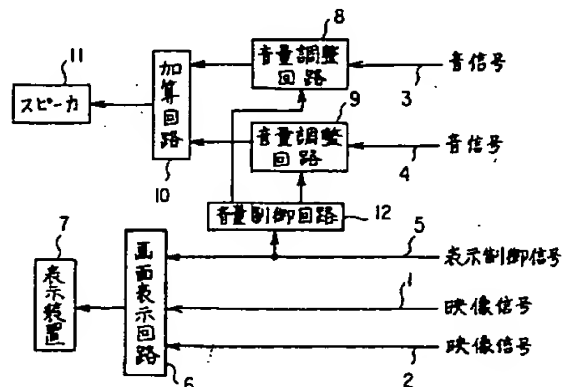 8
11
加算回路
音量調整
回路
音信号
3
スピーカ
9
音量調整
回路
音信号
4
10
音量制御回路
12
7
5
表示制御信号
表示装置
画面表示回路
1
映像信号
映像信号
2
6